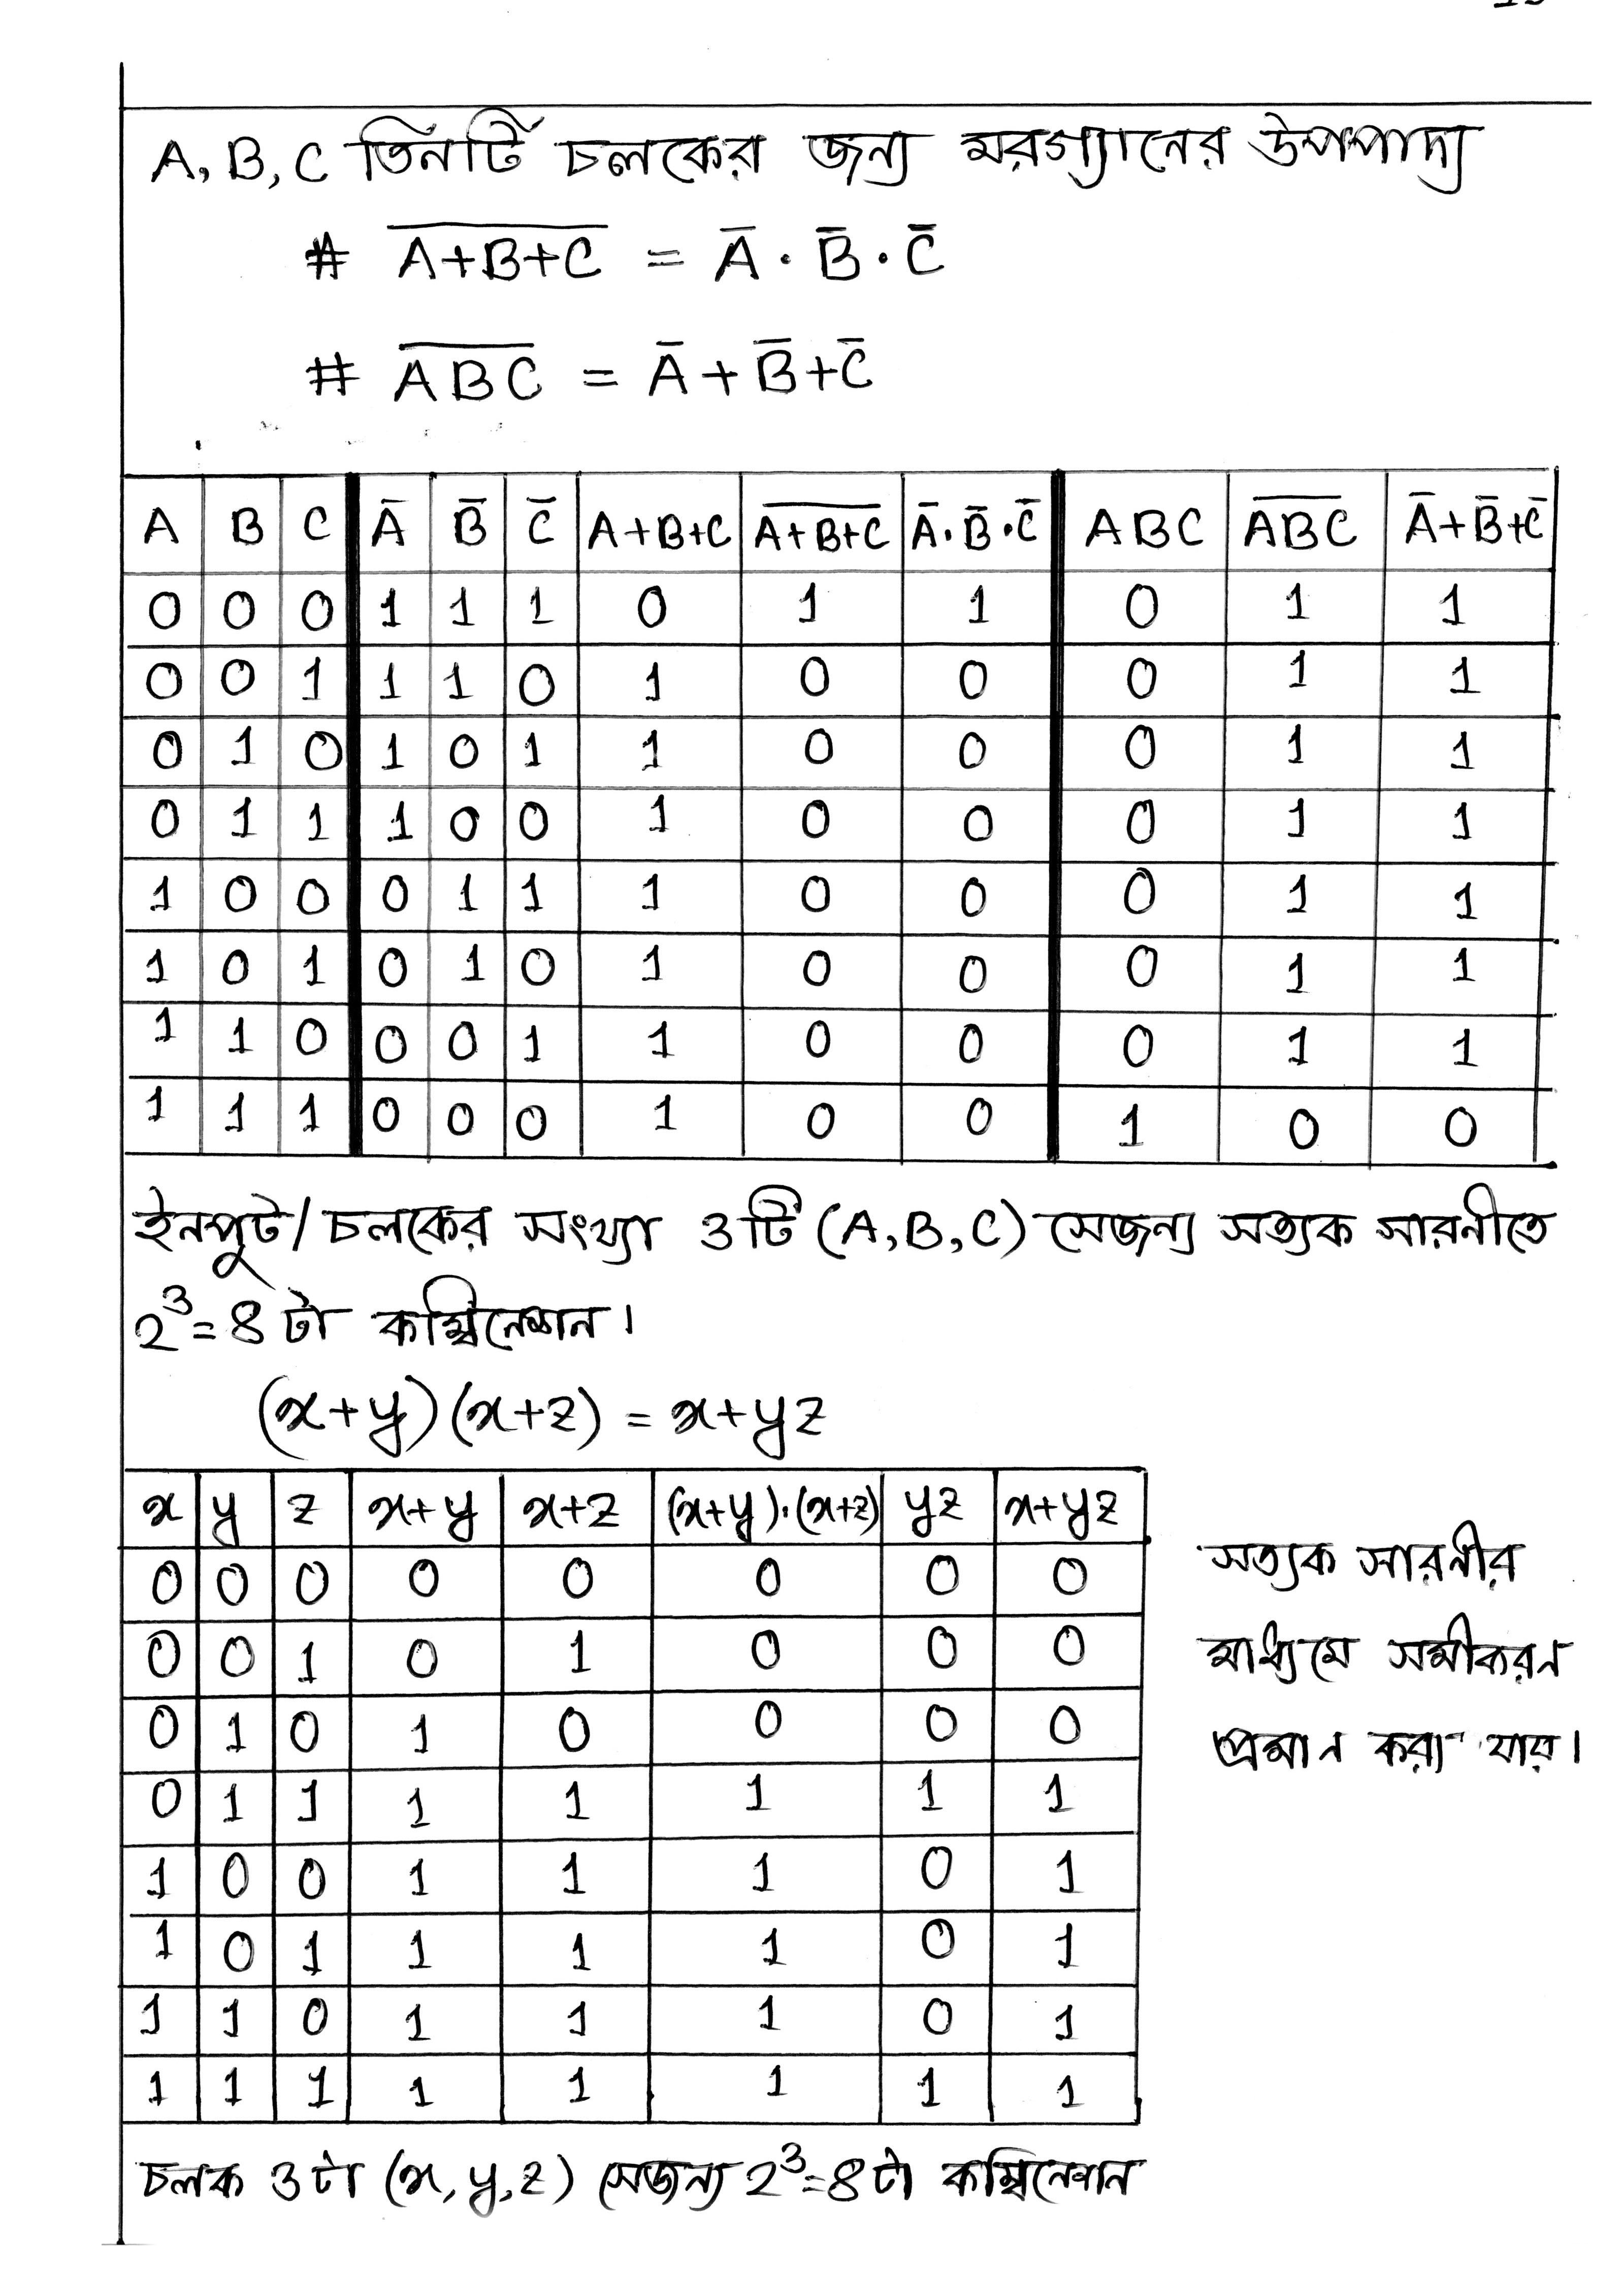 A, B, C তিনটি চলকের জন্য মরগ্যানের উপপাদ্য
# \overline{A+B+C} = Ā · B̄ · C̄
# \overline{ABC} = Ā + B̄ + C̄
A B C Ā B̄ C̄ A+B+C \overline{A+B+C} Ā·B̄·C̄ ABC \overline{ABC} Ā+B̄+C̄
0 0 0 1 1 1 0 1 1 0 1 1
0 0 1 1 1 0 1 0 0 0 1 1
0 1 0 1 0 1 1 0 0 0 1 1
0 1 1 1 0 0 1 0 0 0 1 1
1 0 0 0 1 1 1 0 0 0 1 1
1 0 1 0 1 0 1 0 0 0 1 1
1 1 0 0 0 1 1 0 0 0 1 1
1 1 1 0 0 0 1 0 0 1 0 0
ইনপুট/চলকের সংখ্যা 3টি (A, B, C) সেজন্য সত্যক সারনীতে
2³=8 টা কম্বিনেশন।
(x+y)(x+z) = x+yz
x y z x+y x+z (x+y)·(x+z) yz x+yz
0 0 0 0 0 0 0 0
0 0 1 0 1 0 0 0
0 1 0 1 0 0 0 0
0 1 1 1 1 1 1 1
1 0 0 1 1 1 0 1
1 0 1 1 1 1 0 1
1 1 0 1 1 1 0 1
1 1 1 1 1 1 1 1
সত্যক সারনীর
মাধ্যমে সমীকরণ
প্রমান করা যায়।
চলক 3 টা (x, y, z) সেজন্য 2³=8 টা কম্বিনেশন